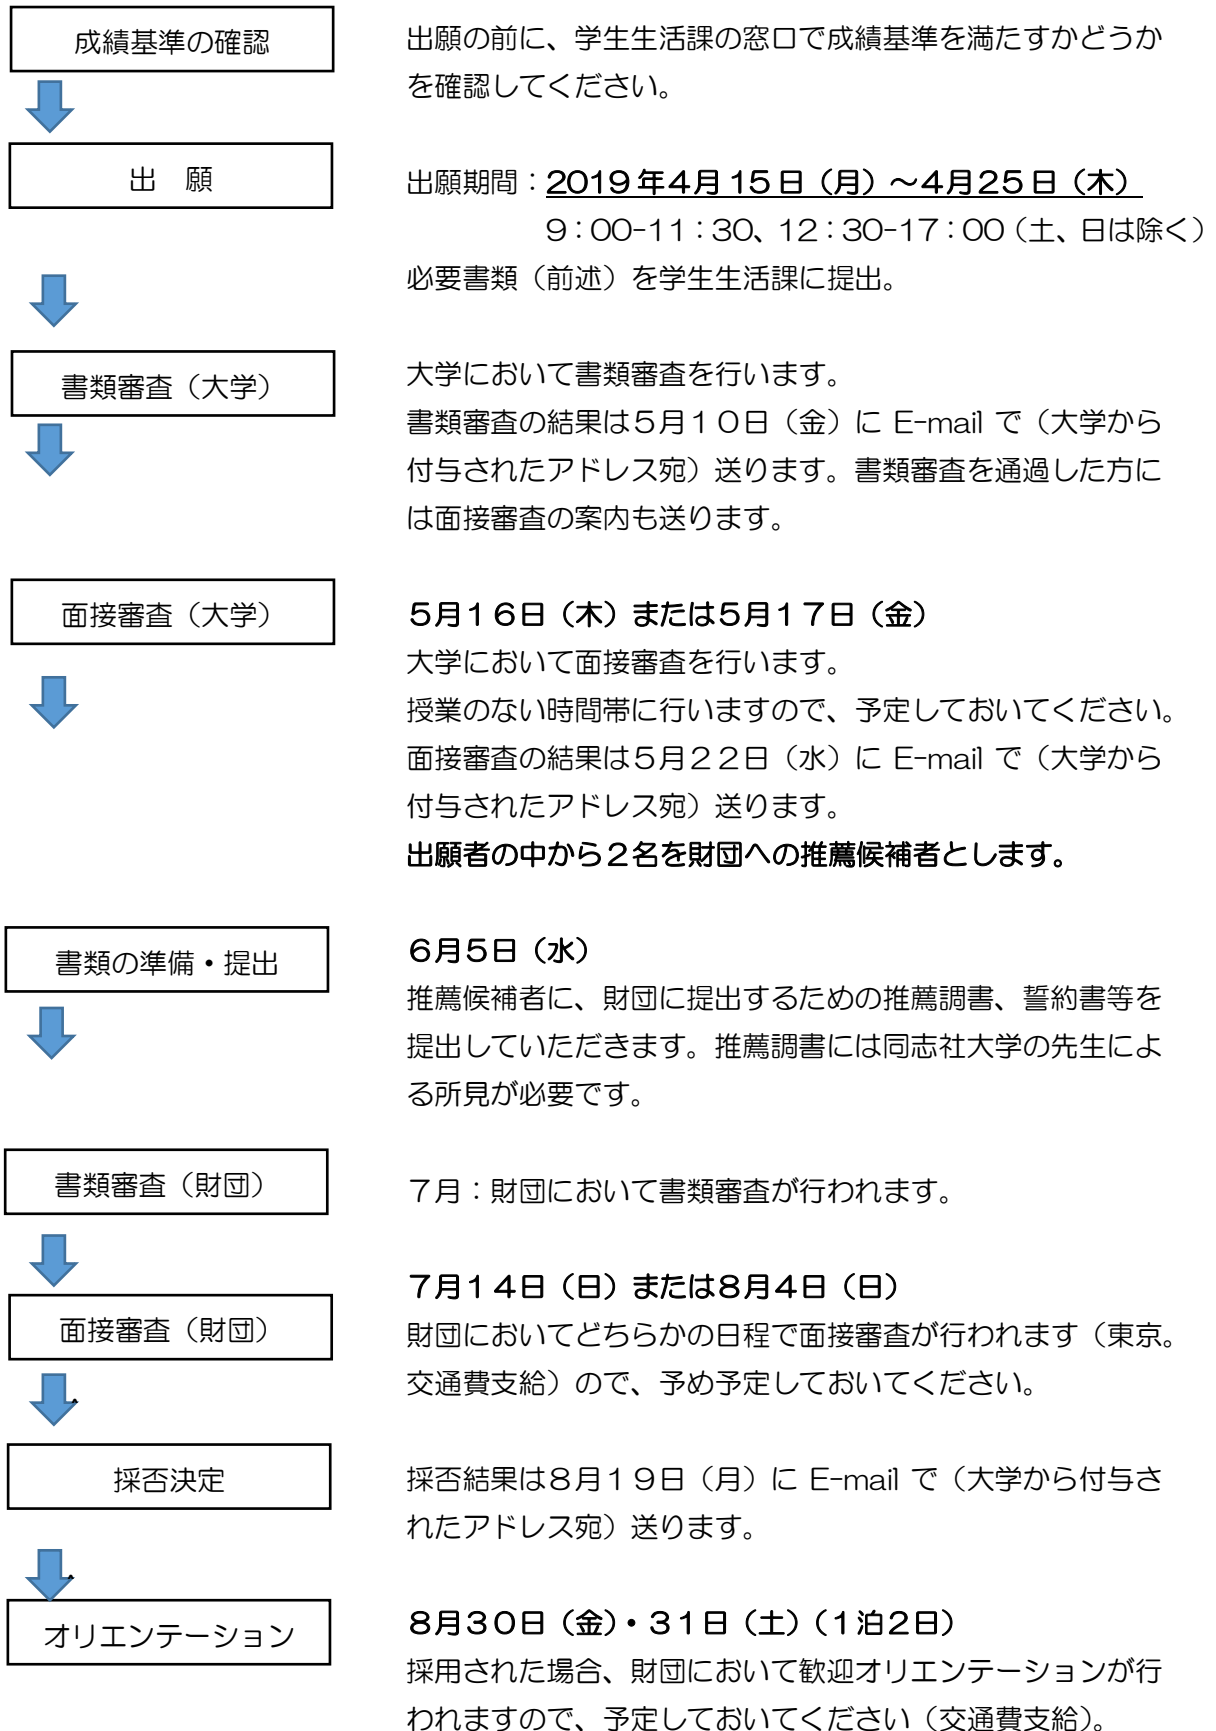 成績基準の確認
出願の前に、学生生活課の窓口で成績基準を満たすかどうか
を確認してください。
出　願
出願期間：2019年4月15日（月）～4月25日（木）
9：00-11：30、12：30-17：00（土、日は除く）
必要書類（前述）を学生生活課に提出。
書類審査（大学）
大学において書類審査を行います。
書類審査の結果は５月１０日（金）に E-mail で（大学から
付与されたアドレス宛）送ります。書類審査を通過した方に
は面接審査の案内も送ります。
面接審査（大学）
５月１６日（木）または５月１７日（金）
大学において面接審査を行います。
授業のない時間帯に行いますので、予定しておいてください。
面接審査の結果は５月２２日（水）に E-mail で（大学から
付与されたアドレス宛）送ります。
出願者の中から２名を財団への推薦候補者とします。
書類の準備・提出
６月５日（水）
推薦候補者に、財団に提出するための推薦調書、誓約書等を
提出していただきます。推薦調書には同志社大学の先生によ
る所見が必要です。
書類審査（財団）
７月：財団において書類審査が行われます。
面接審査（財団）
７月１４日（日）または８月４日（日）
財団においてどちらかの日程で面接審査が行われます（東京。
交通費支給）ので、予め予定しておいてください。
採否決定
採否結果は８月１９日（月）に E-mail で（大学から付与さ
れたアドレス宛）送ります。
オリエンテーション
８月３０日（金）・３１日（土）（１泊２日）
採用された場合、財団において歓迎オリエンテーションが行
われますので、予定しておいてください（交通費支給）。